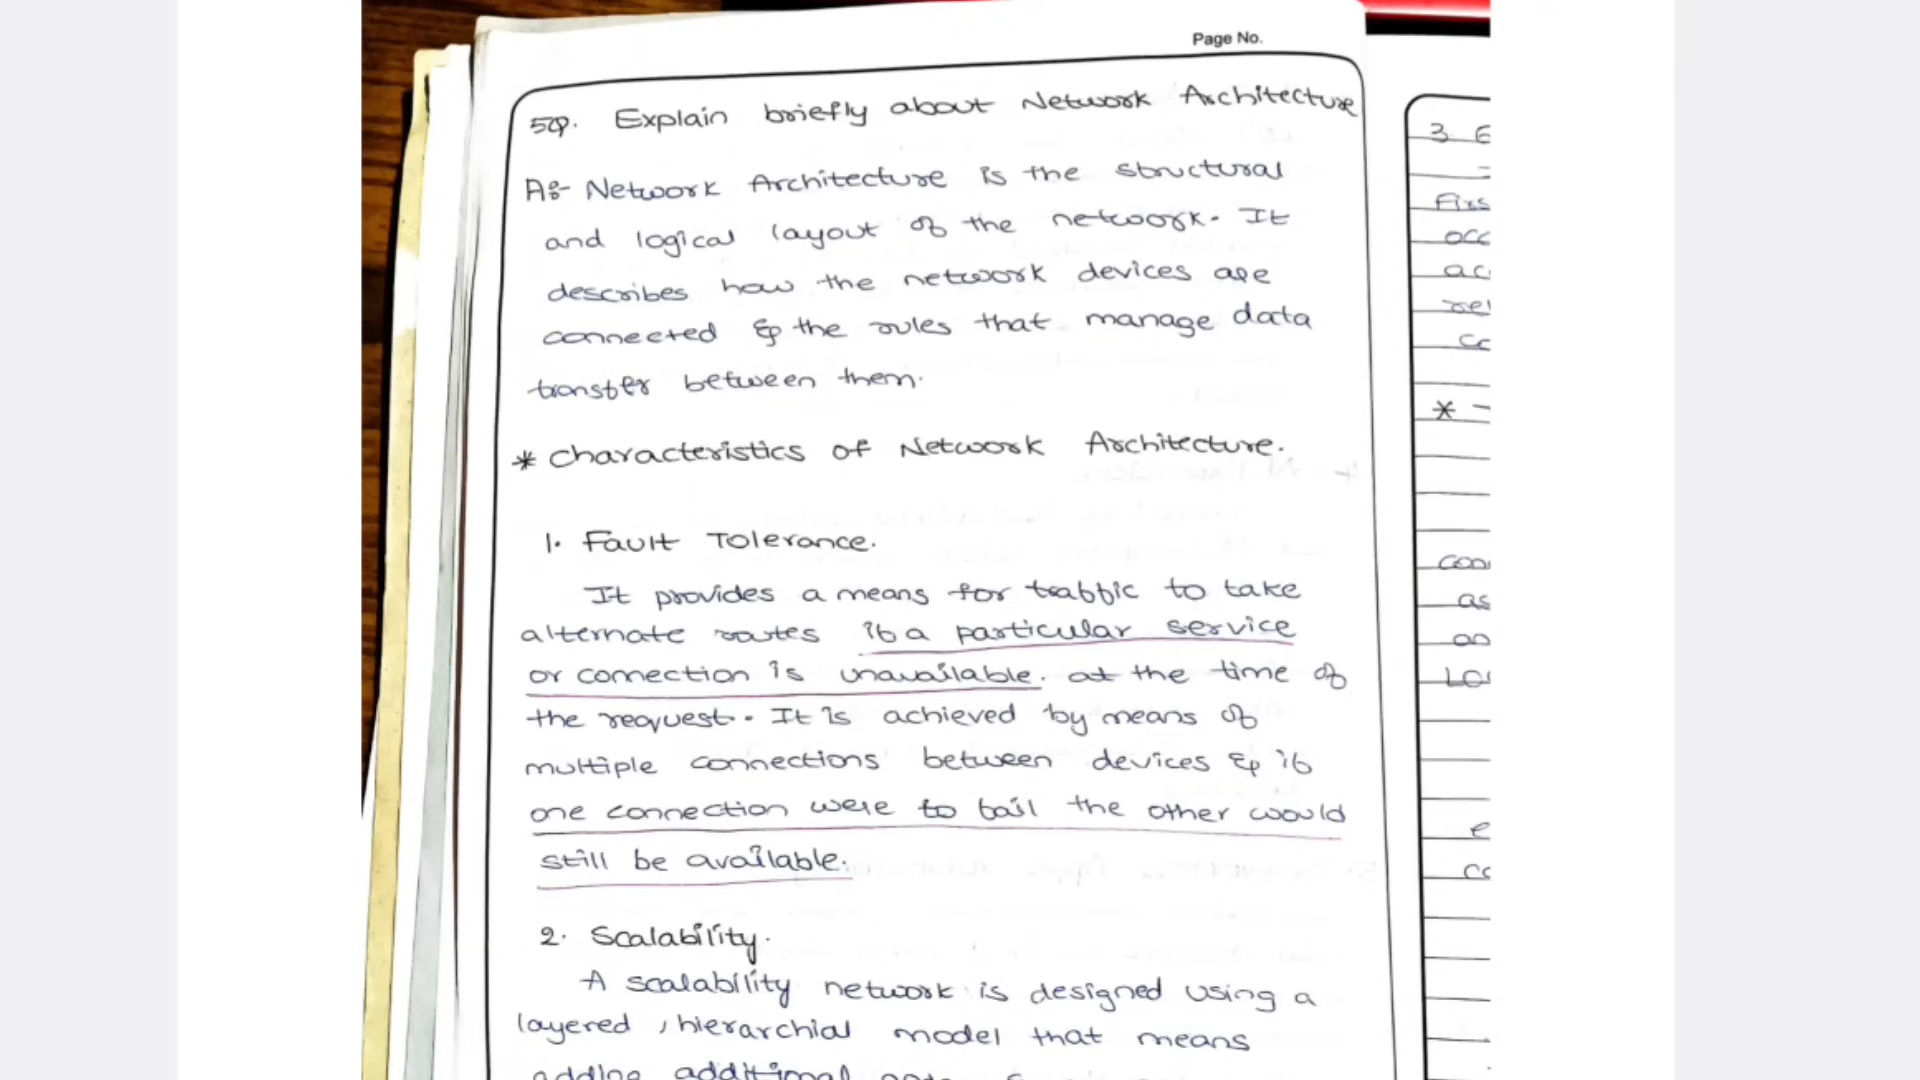 Page No.
5Q. Explain briefly about Network Architecture
A:- Network Architecture is the structural
and logical layout of the network. It
describes how the network devices are
connected & the rules that manage data
transfer between them.
* Characteristics of Network Architecture.
1. Fault Tolerance.
It provides a means for traffic to take
alternate routes if a particular service
or connection is unavailable. at the time of
the request. It is achieved by means of
multiple connections between devices & if
one connection were to fail the other would
still be available.
2. Scalability.
A scalability network is designed using a
layered, hierarchial model that means
adding additional
3.
*
as